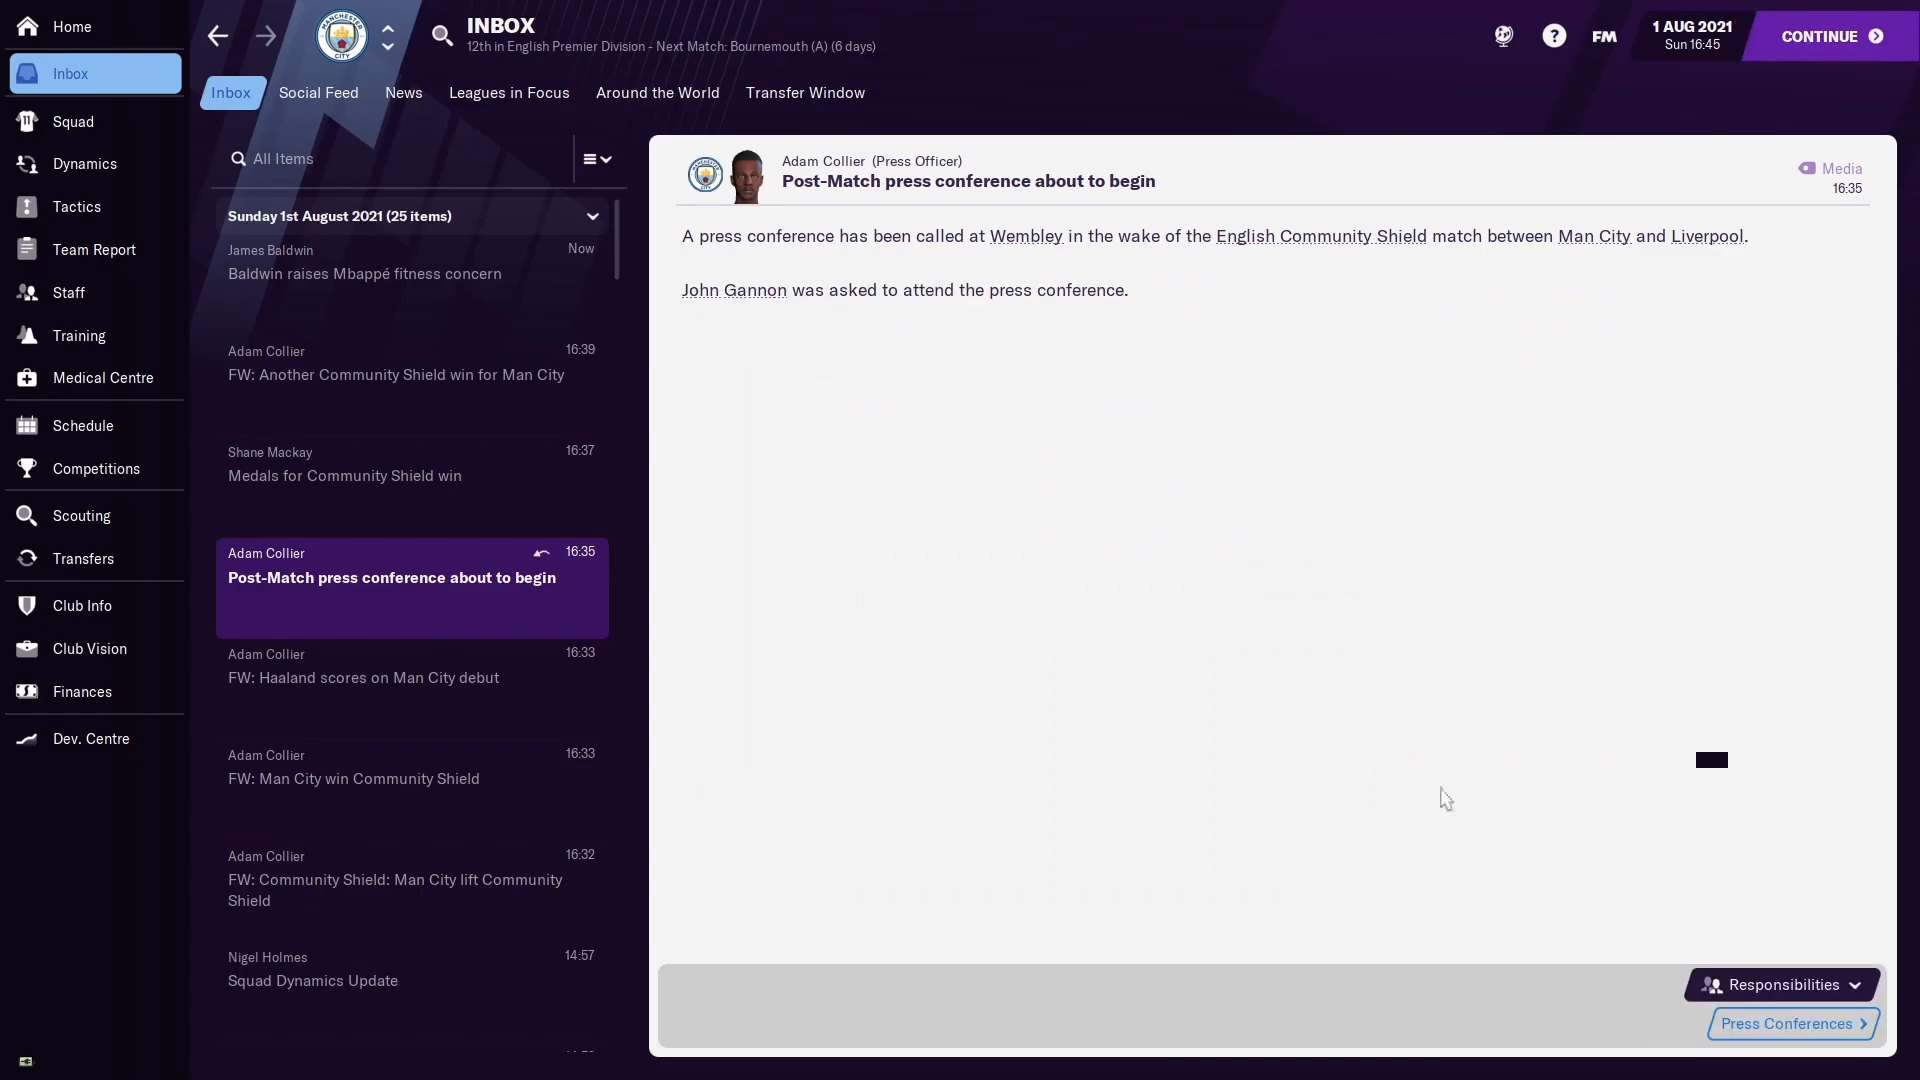 Home
INBOX
12th in English Premier Division - Next Match: Bournemouth (A) (6 days)
FM
1 AUG 2021
Sun 16:45
CONTINUE
Inbox
Squad
Dynamics
Tactics
Team Report
Staff
Training
Medical Centre
Schedule
Competitions
Scouting
Transfers
Club Info
Club Vision
Finances
Dev. Centre
Inbox Social Feed News Leagues in Focus Around the World Transfer Window
All Items
Sunday 1st August 2021 (25 items)
James Baldwin Now
Baldwin raises Mbappé fitness concern
Adam Collier 16:39
FW: Another Community Shield win for Man City
Shane Mackay 16:37
Medals for Community Shield win
Adam Collier 16:35
Post-Match press conference about to begin
Adam Collier 16:33
FW: Haaland scores on Man City debut
Adam Collier 16:33
FW: Man City win Community Shield
Adam Collier 16:32
FW: Community Shield: Man City lift Community
Shield
Nigel Holmes 14:57
Squad Dynamics Update
Adam Collier (Press Officer)
Post-Match press conference about to begin
Media
16:35
A press conference has been called at Wembley in the wake of the English Community Shield match between Man City and Liverpool.
John Gannon was asked to attend the press conference.
Responsibilities
Press Conferences